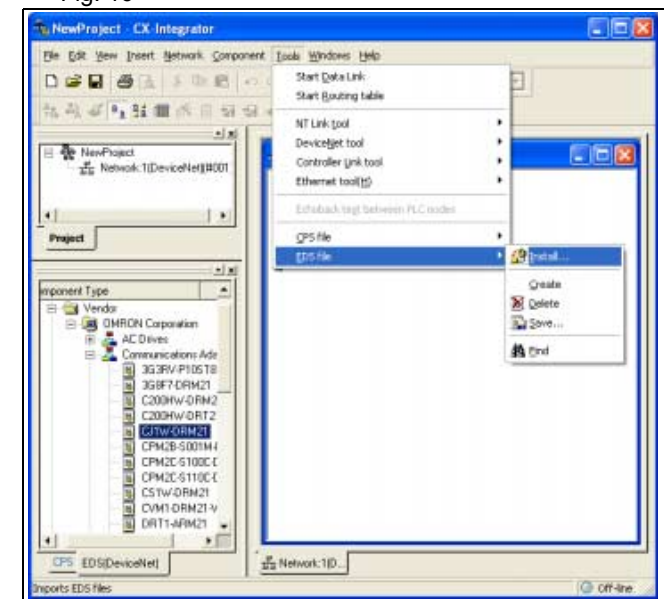 NewProject - CX-Integrator
File Edit View Insert Network Component Tools Windows Help
Start Data Link
Start Routing table
NT Link tool
DeviceNet tool
Controller Link tool
Ethernet tool(H)
Echoback test between PLC nodes
CPS file
EDS file
Install...
Create
Delete
Save...
Find
NewProject
Network:1(DeviceNet)(#001
Project
omponent Type
Vendor
OMRON Corporation
AC Drives
Communications Ada
3G3RV-P10ST8
3G8F7-DRM21
C200HW-DRM2
C200HW-DRT2
CJ1W-DRM21
CPM2B-S001M-
CPM2C-S100C-
CPM2C-S110C-
CS1W-DRM21
CVM1-DRM21-V
DRT1-ARM21
CPS EDS(DeviceNet)
Network:1(D...
Imports EDS files
Off-line